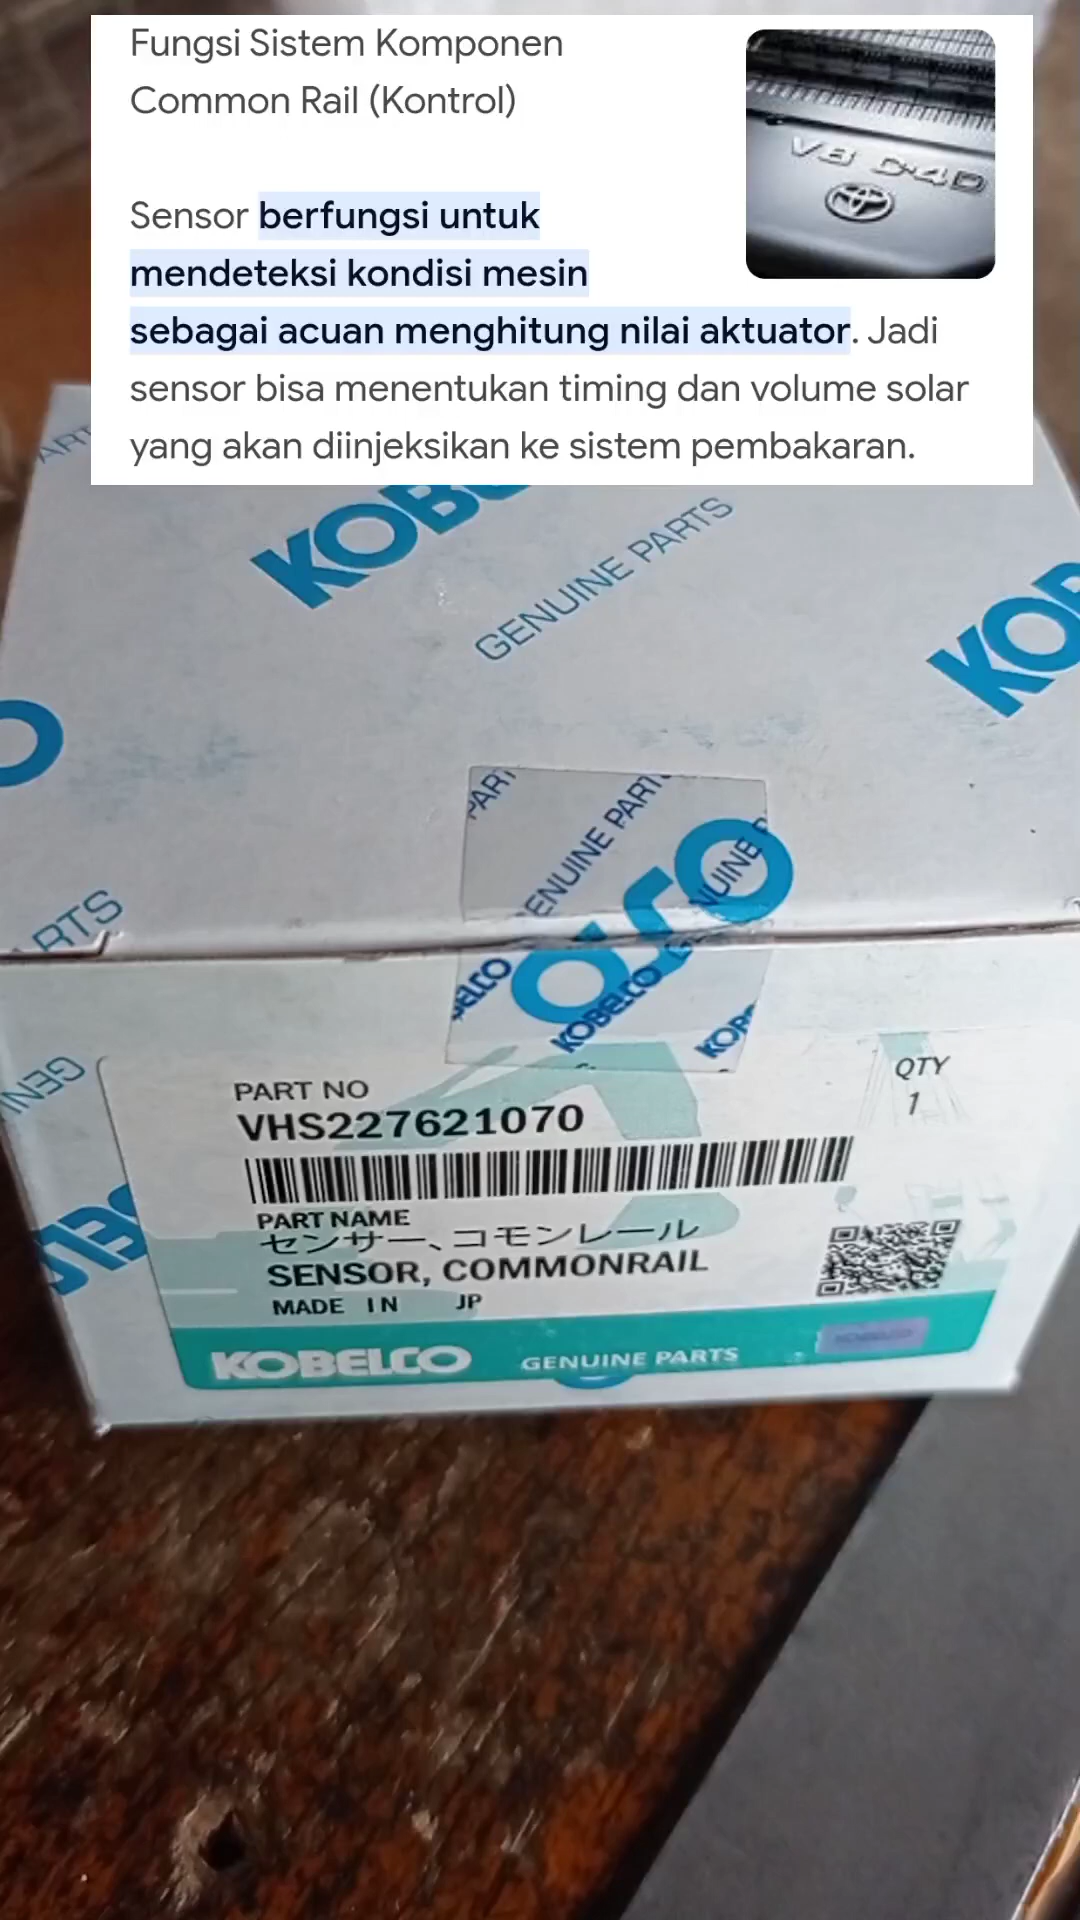 Fungsi Sistem Komponen
Common Rail (Kontrol)
V8 D-4D
Sensor berfungsi untuk
mendeteksi kondisi mesin
sebagai acuan menghitung nilai aktuator. Jadi
sensor bisa menentukan timing dan volume solar
yang akan diinjeksikan ke sistem pembakaran.
GENUINE PARTS
KOBELCO
PART NO
VHS227621070
QTY
1
PART NAME
センサー、コモンレール
SENSOR, COMMONRAIL
MADE IN JP
KOBELCO GENUINE PARTS